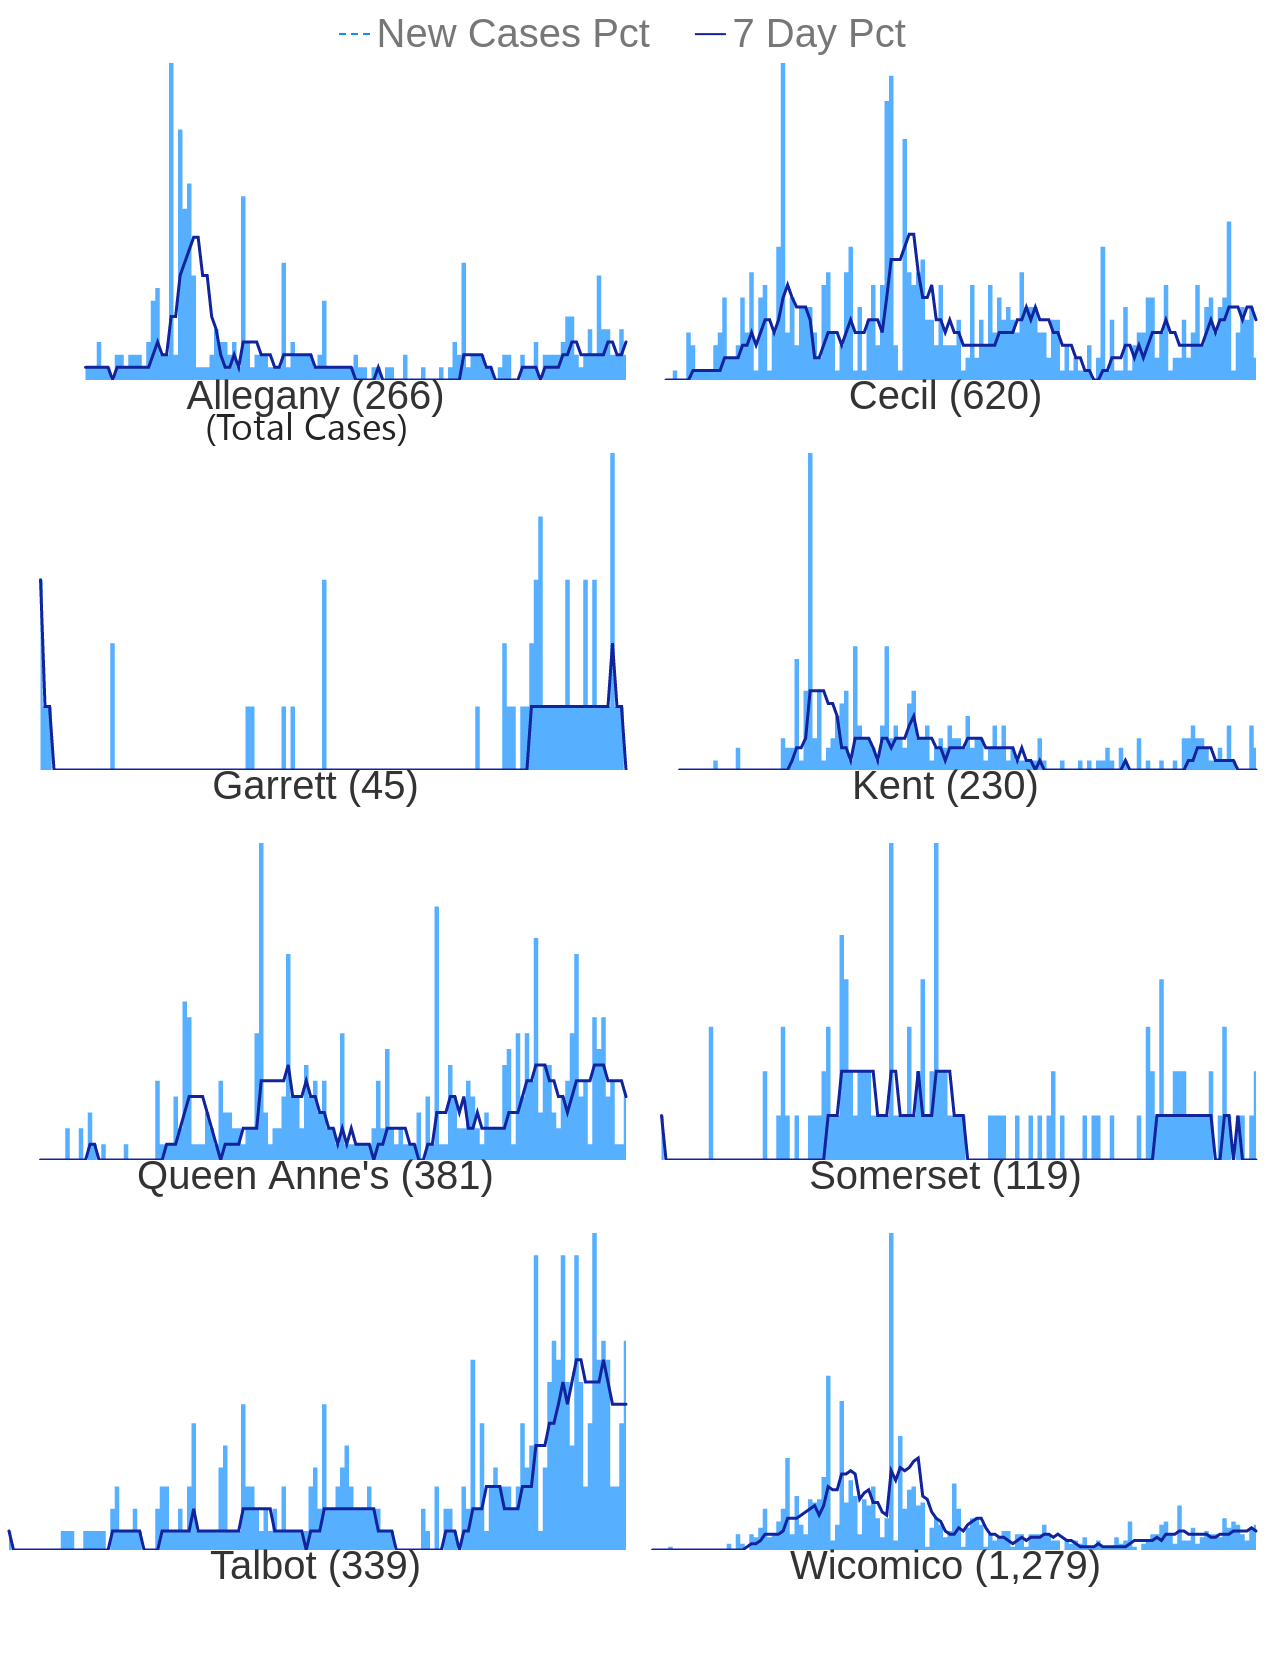 New Cases Pct 7 Day Pct
Allegany (266) Cecil (620)
(Total Cases)
Garrett (45) Kent (230)
Queen Anne's (381) Somerset (119)
Talbot (339) Wicomico (1,279)